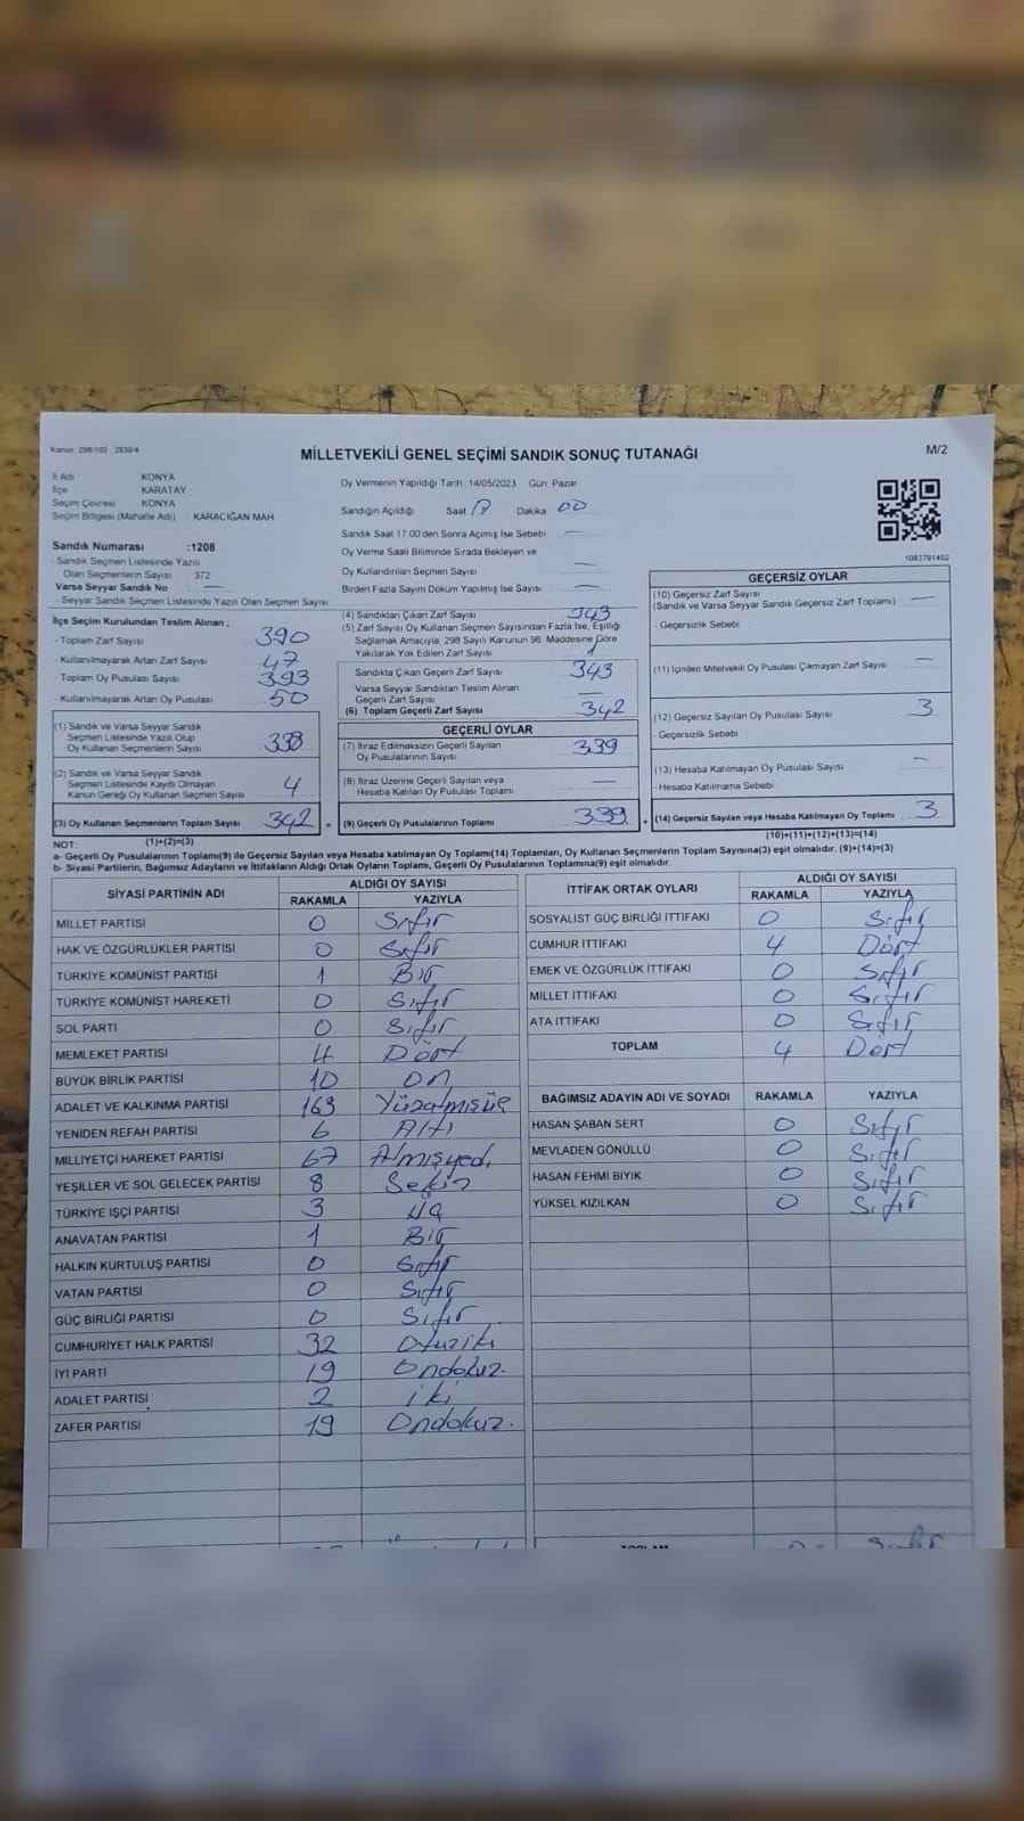 MİLLETVEKİLİ GENEL SEÇİMİ SANDIK SONUÇ TUTANAĞI
M/2
İl Adı KONYA
İlçe KARATAY
Seçim Çevresi KONYA
Seçim Bölgesi (Mahalle Adı) KARACIĞAN MAH
Sandık Numarası :1208
Sandık Seçmen Listesinde Yazılı
Olan Seçmenlerin Sayısı 372
Varsa Seyyar Sandık No
Seyyar Sandık Seçmen Listesinde Yazılı Olan Seçmen Sayısı
İlçe Seçim Kurulundan Teslim Alınan ;
- Toplam Zarf Sayısı 390
- Kullanılmayarak Artan Zarf Sayısı 47
- Toplam Oy Pusulası Sayısı 393
- Kullanılmayarak Artan Oy Pusulası 50
(1) Sandık ve Varsa Seyyar Sandık
Seçmen Listesinde Yazılı Olup
Oy Kullanan Seçmenlerin Sayısı 338
(2) Sandık ve Varsa Seyyar Sandık
Seçmen Listesinde Kayıtlı Olmayan
Kanun Gereği Oy Kullanan Seçmen Sayısı 4
(3) Oy Kullanan Seçmenlerin Toplam Sayısı 342
Oy Vermenin Yapıldığı Tarih :14/05/2023 Gün: Pazar
Sandığın Açıldığı Saat Dakika 00
Sandık Saat 17.00'den Sonra Açılmış İse Sebebi
Oy Verme Saati Bitiminde Sırada Bekleyen ve
Oy Kullandırılan Seçmen Sayısı
Birden Fazla Sayım Döküm Yapılmış İse Sayısı
(4) Sandıktan Çıkan Zarf Sayısı 343
(5) Zarf Sayısı Oy Kullanan Seçmen Sayısından Fazla İse, Eşitliği
Sağlamak Amacıyla, 298 Sayılı Kanunun 98. Maddesine Göre
Yakılarak Yok Edilen Zarf Sayısı 1
Sandıkta Çıkan Geçerli Zarf Sayısı 343
Varsa Seyyar Sandıktan Teslim Alınan
Geçerli Zarf Sayısı
(6) Toplam Geçerli Zarf Sayısı 342
GEÇERLİ OYLAR
(7) İtiraz Edilmeksizin Geçerli Sayılan
Oy Pusulalarının Sayısı 339
(8) İtiraz Üzerine Geçerli Sayılan veya
Hesaba Katılan Oy Pusulası Toplamı
(9) Geçerli Oy Pusulalarının Toplamı 339
1083791402
GEÇERSİZ OYLAR
(10) Geçersiz Zarf Sayısı
(Sandık ve Varsa Seyyar Sandık Geçersiz Zarf Toplamı)
Geçersizlik Sebebi
(11) İçinden Milletvekili Oy Pusulası Çıkmayan Zarf Sayısı
(12) Geçersiz Sayılan Oy Pusulası Sayısı 3
Geçersizlik Sebebi
(13) Hesaba Katılmayan Oy Pusulası Sayısı
Hesaba Katılmama Sebebi
(14) Geçersiz Sayılan veya Hesaba Katılmayan Oy Toplamı 3
NOT: (1)+(2)=(3) (10)+(11)+(12)+(13)=(14)
a- Geçerli Oy Pusulalarının Toplamı(9) ile Geçersiz Sayılan veya Hesaba katılmayan Oy Toplamı(14) Toplamları, Oy Kullanan Seçmenlerin Toplam Sayısına(3) eşit olmalıdır. (9)+(14)=(3)
b- Siyasi Partilerin, Bağımsız Adayların ve İttifakların Aldığı Ortak Oyların Toplamı, Geçerli Oy Pusulalarının Toplamına(9) eşit olmalıdır.
SİYASİ PARTİNİN ADI ALDIĞI OY SAYISI
RAKAMLA YAZIYLA
MİLLET PARTİSİ 0 Sıfır
HAK VE ÖZGÜRLÜKLER PARTİSİ 0 Sıfır
TÜRKİYE KOMÜNİST PARTİSİ 1 Bir
TÜRKİYE KOMÜNİST HAREKETİ 0 Sıfır
SOL PARTİ 0 Sıfır
MEMLEKET PARTİSİ 4 Dört
BÜYÜK BİRLİK PARTİSİ 10 On
ADALET VE KALKINMA PARTİSİ 163 Yüzatmışüç
YENİDEN REFAH PARTİSİ 6 Altı
MİLLİYETÇİ HAREKET PARTİSİ 67 Atmışyedi
YEŞİLLER VE SOL GELECEK PARTİSİ 8 Sekiz
TÜRKİYE İŞÇİ PARTİSİ 3 Üç
ANAVATAN PARTİSİ 1 Bir
HALKIN KURTULUŞ PARTİSİ 0 Sıfır
VATAN PARTİSİ 0 Sıfır
GÜÇ BİRLİĞİ PARTİSİ 0 Sıfır
CUMHURİYET HALK PARTİSİ 32 Otuziki
İYİ PARTİ 19 Ondokuz.
ADALET PARTİSİ 2 iki
ZAFER PARTİSİ 19 Ondokuz.
İTTİFAK ORTAK OYLARI ALDIĞI OY SAYISI
RAKAMLA YAZIYLA
SOSYALİST GÜÇ BİRLİĞİ İTTİFAKI 0 Sıfır
CUMHUR İTTİFAKI 4 Dört
EMEK VE ÖZGÜRLÜK İTTİFAKI 0 Sıfır
MİLLET İTTİFAKI 0 Sıfır
ATA İTTİFAKI 0 Sıfır
TOPLAM 4 Dört
BAĞIMSIZ ADAYIN ADI VE SOYADI RAKAMLA YAZIYLA
HASAN ŞABAN SERT 0 Sıfır
MEVLADEN GÖNÜLLÜ 0 Sıfır
HASAN FEHMİ BIYIK 0 Sıfır
YÜKSEL KIZILKAN 0 Sıfır
TOPLAM 0 Sıfır